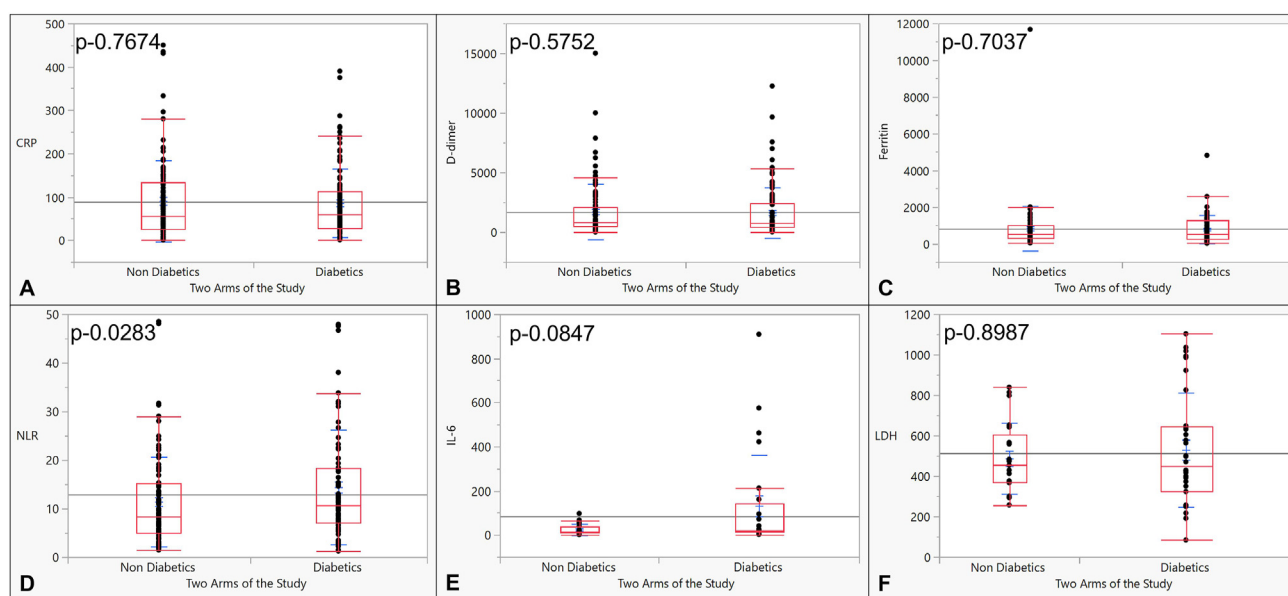 p-0.7674
500
400
300
200
100
0
CRP
Non Diabetics
Diabetics
Two Arms of the Study
A
p-0.5752
15000
10000
5000
0
D-dimer
Non Diabetics
Diabetics
Two Arms of the Study
B
p-0.7037
12000
10000
8000
6000
4000
2000
0
Ferritin
Non Diabetics
Diabetics
Two Arms of the Study
C
p-0.0283
50
40
30
20
10
0
NLR
Non Diabetics
Diabetics
Two Arms of the Study
D
p-0.0847
1000
800
600
400
200
0
IL-6
Non Diabetics
Diabetics
Two Arms of the Study
E
p-0.8987
1200
1000
800
600
400
200
0
LDH
Non Diabetics
Diabetics
Two Arms of the Study
F